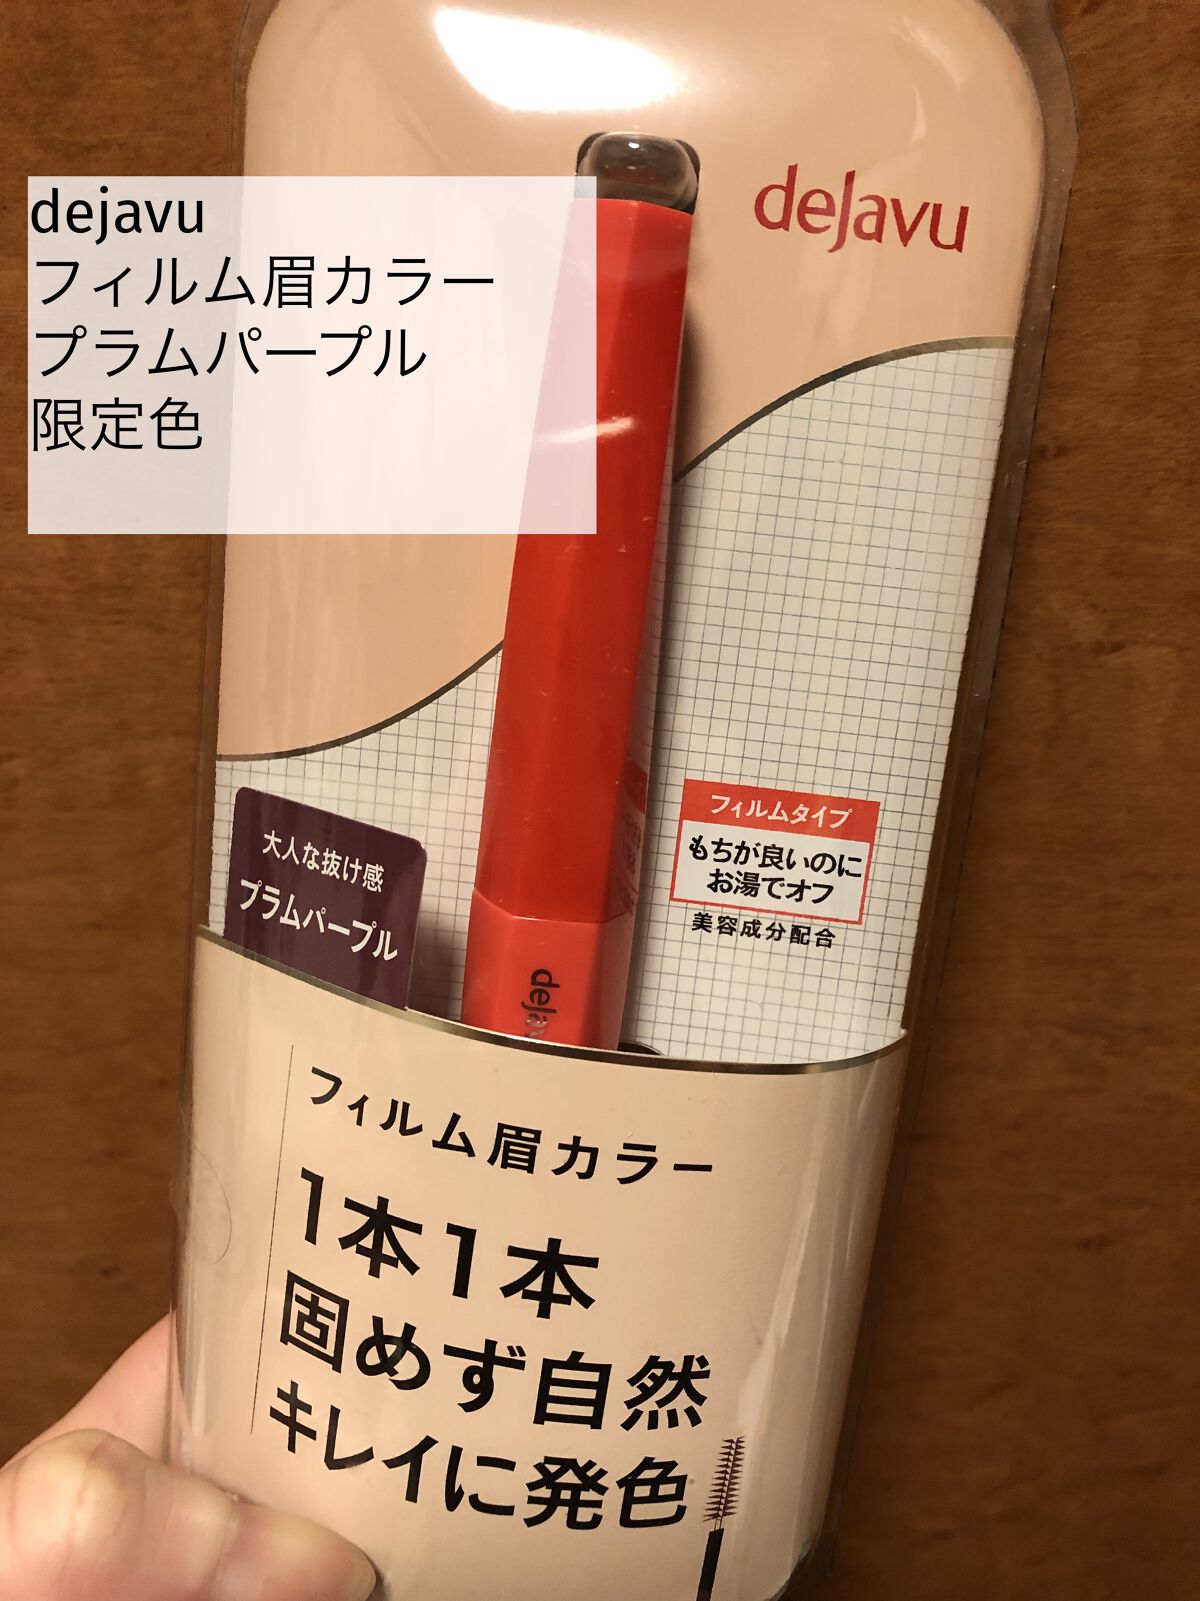 dejavu
フィルム眉カラー
プラムパープル
限定色
dejavu
フィルムタイプ
もちが良いのに
お湯でオフ
美容成分配合
大人な抜け感
プラムパープル
dejav
フィルム眉カラー
1本1本
固めず自然
キレイに発色